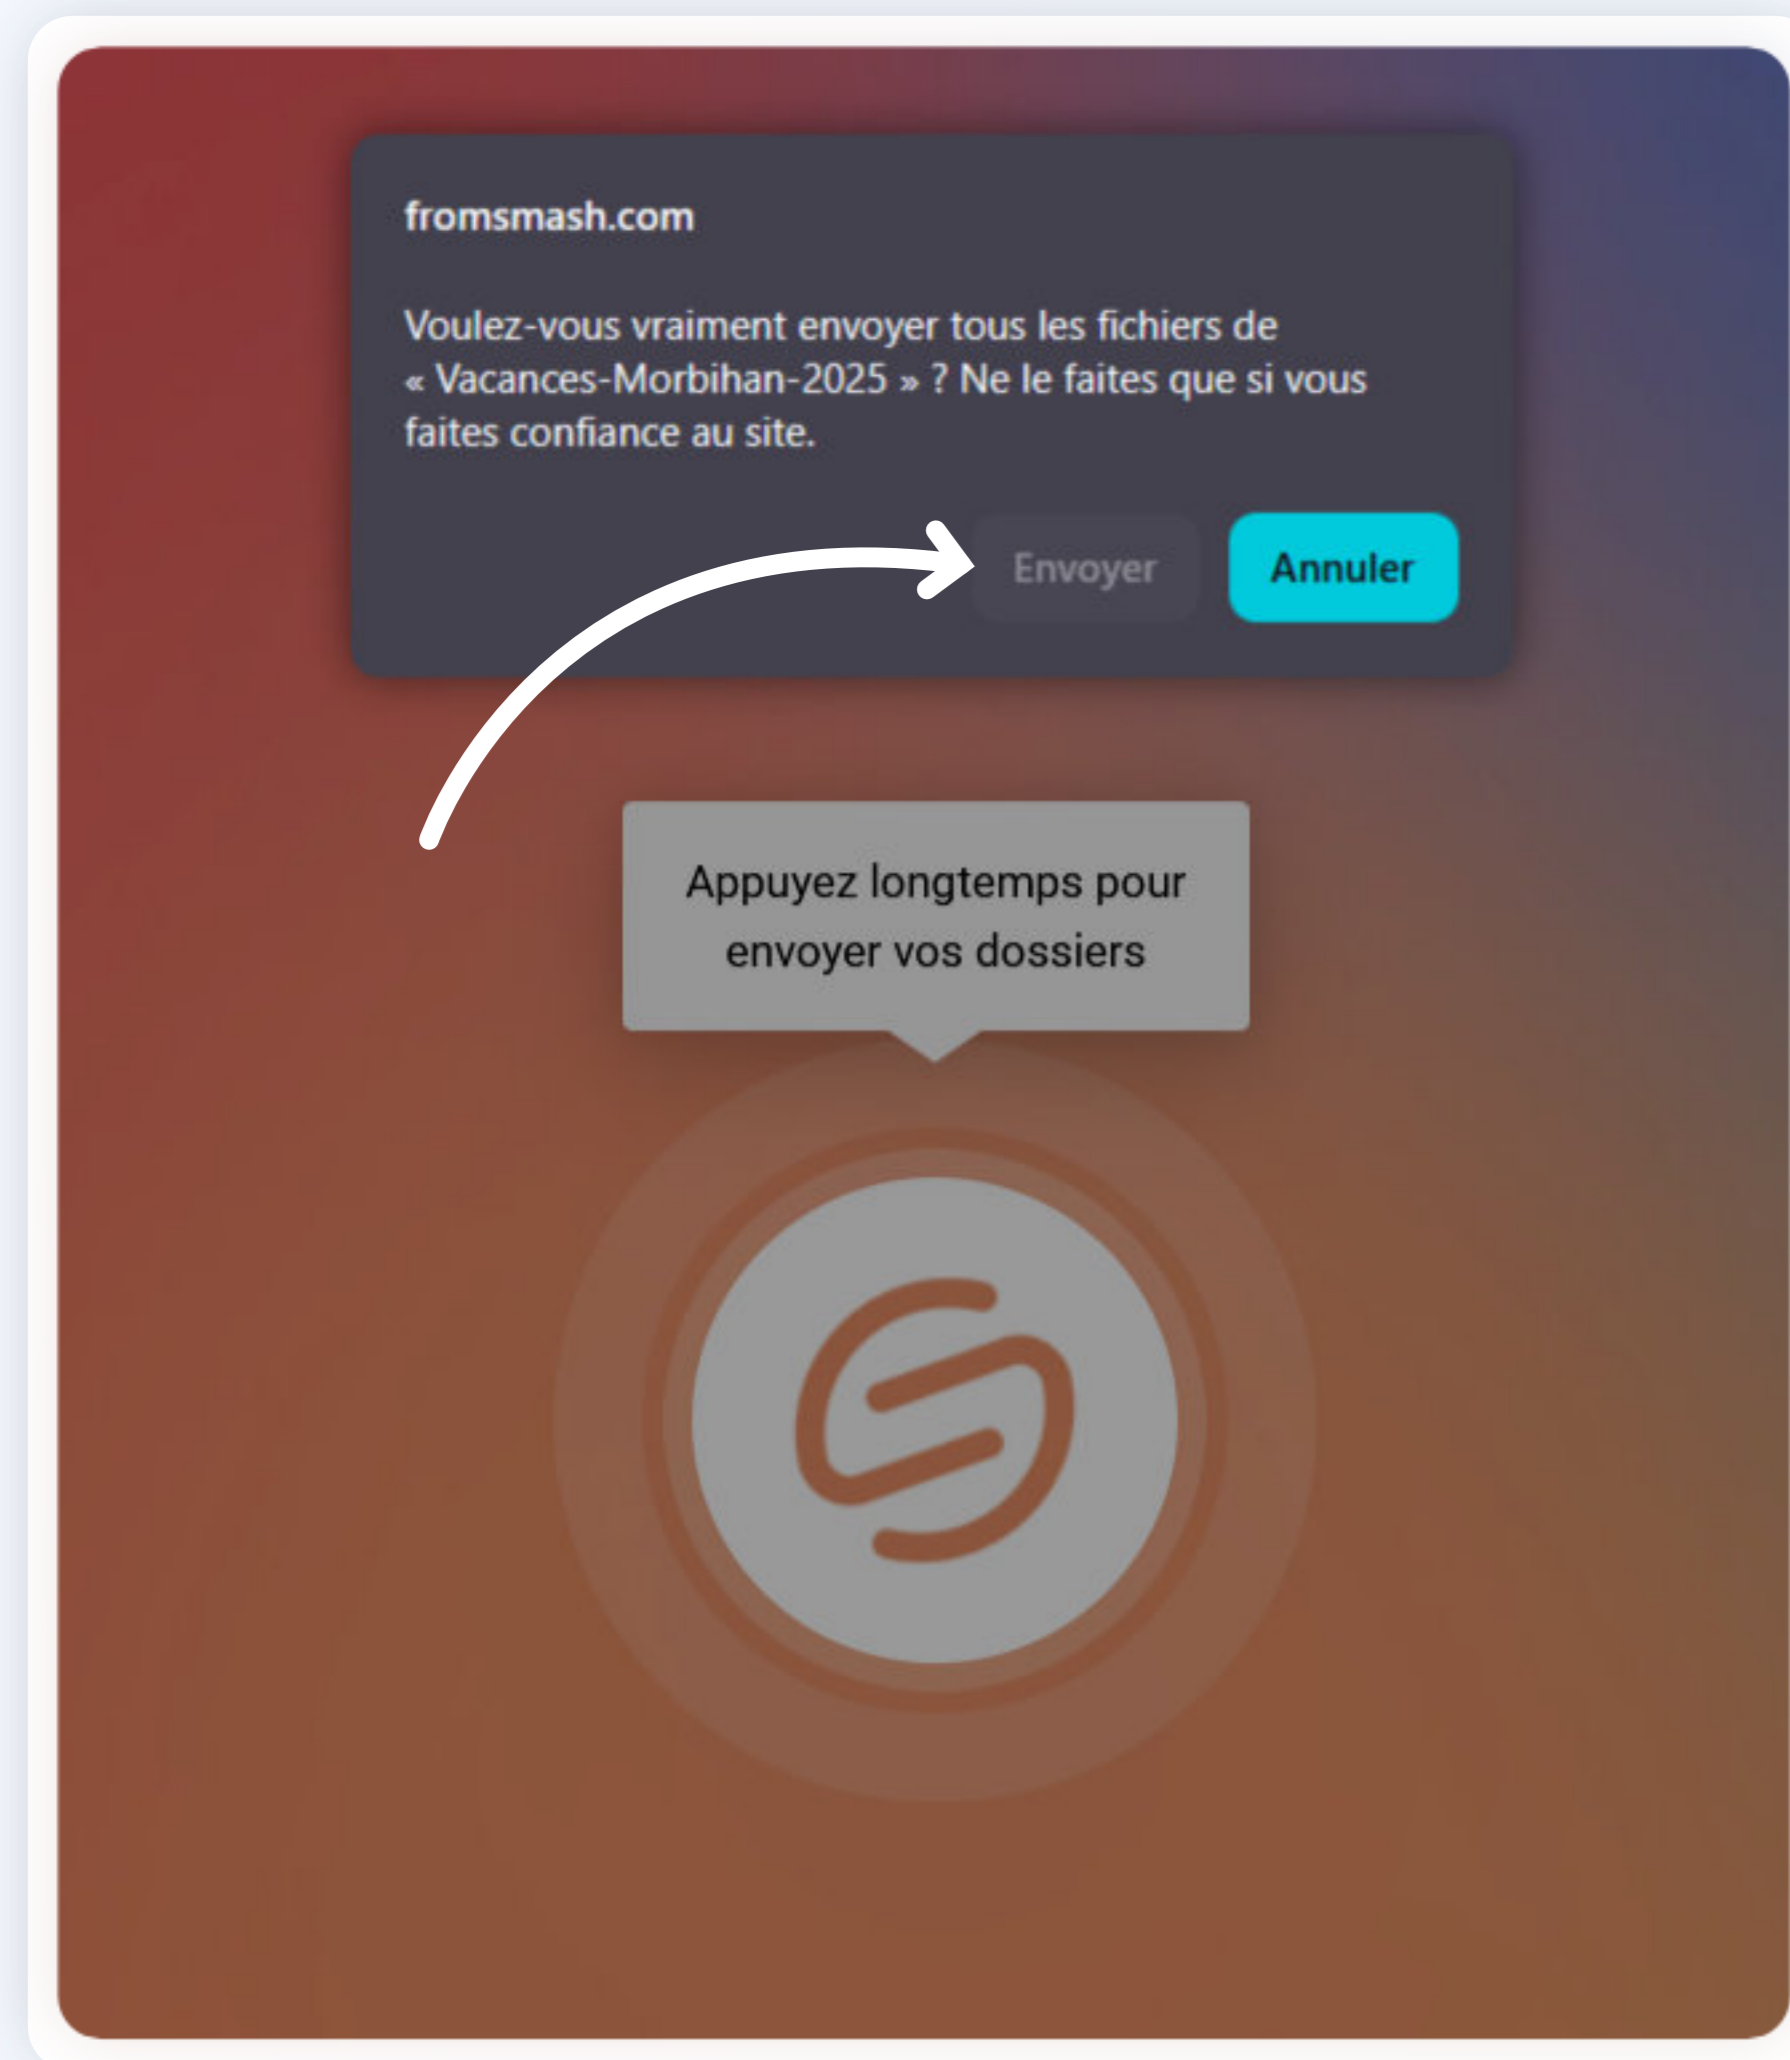 fromsmash.com
Voulez-vous vraiment envoyer tous les fichiers de
« Vacances-Morbihan-2025 » ? Ne le faites que si vous
faites confiance au site.
Envoyer
Annuler
Appuyez longtemps pour
envoyer vos dossiers